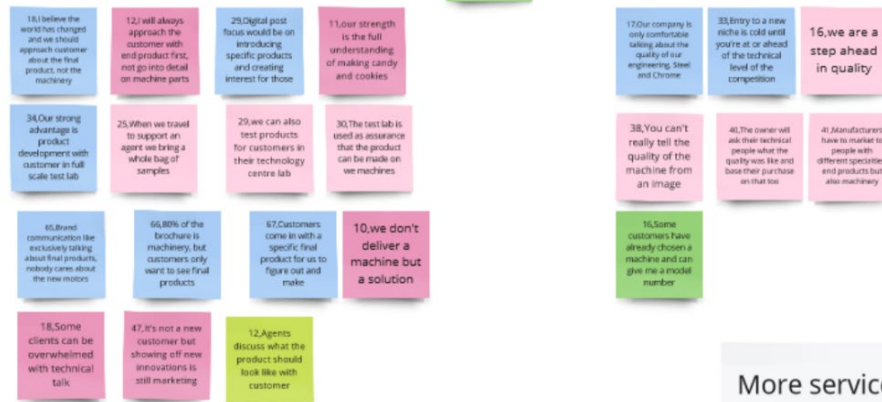 18,I believe the
world has changed
and we should
approach customer
about the final
product, not the
machinery
12,I will always
approach the
customer with
end product first,
not go into detail
on machine parts
29,Digital post
focus would be on
introducing
specific products
and creating
interest for those
11,our strength
is the full
understanding
of making candy
and cookies
34,Our strong
advantage is
product
development with
customer in full
scale test lab
25,When we travel
to support an
agent we bring a
whole bag of
samples
29,we can also
test products
for customers in
their technology
centre lab
30,The test lab is
used as assurance
that the product
can be made on
we machines
65,Brand
communication like
exclusively talking
about final products,
nobody cares about
the new motors
66,80% of the
brochure is
machinery, but
customers only
want to see final
products
67,Customers
come in with a
specific final
product for us to
figure out and
make
10,we don't
deliver a
machine but
a solution
18,Some
clients can be
overwhelmed
with technical
talk
47,It's not a new
customer but
showing off new
innovations is
still marketing
12,Agents
discuss what the
product should
look like with
customer
17,Our company is
only comfortable
talking about the
quality of our
engineering, Steel
and Chrome
33,Entry to a new
niche is cold until
you're at or ahead
of the technical
level of the
competition
16,we are a
step ahead
in quality
38,You can't
really tell the
quality of the
machine from
an image
40,The owner will
ask their technical
people what the
quality was like and
base their purchase
on that too
41,Manufacturers
have to market to
people with
different specialties
end products but
also machinery
16,Some
customers have
already chosen a
machine and can
give me a model
number
More service